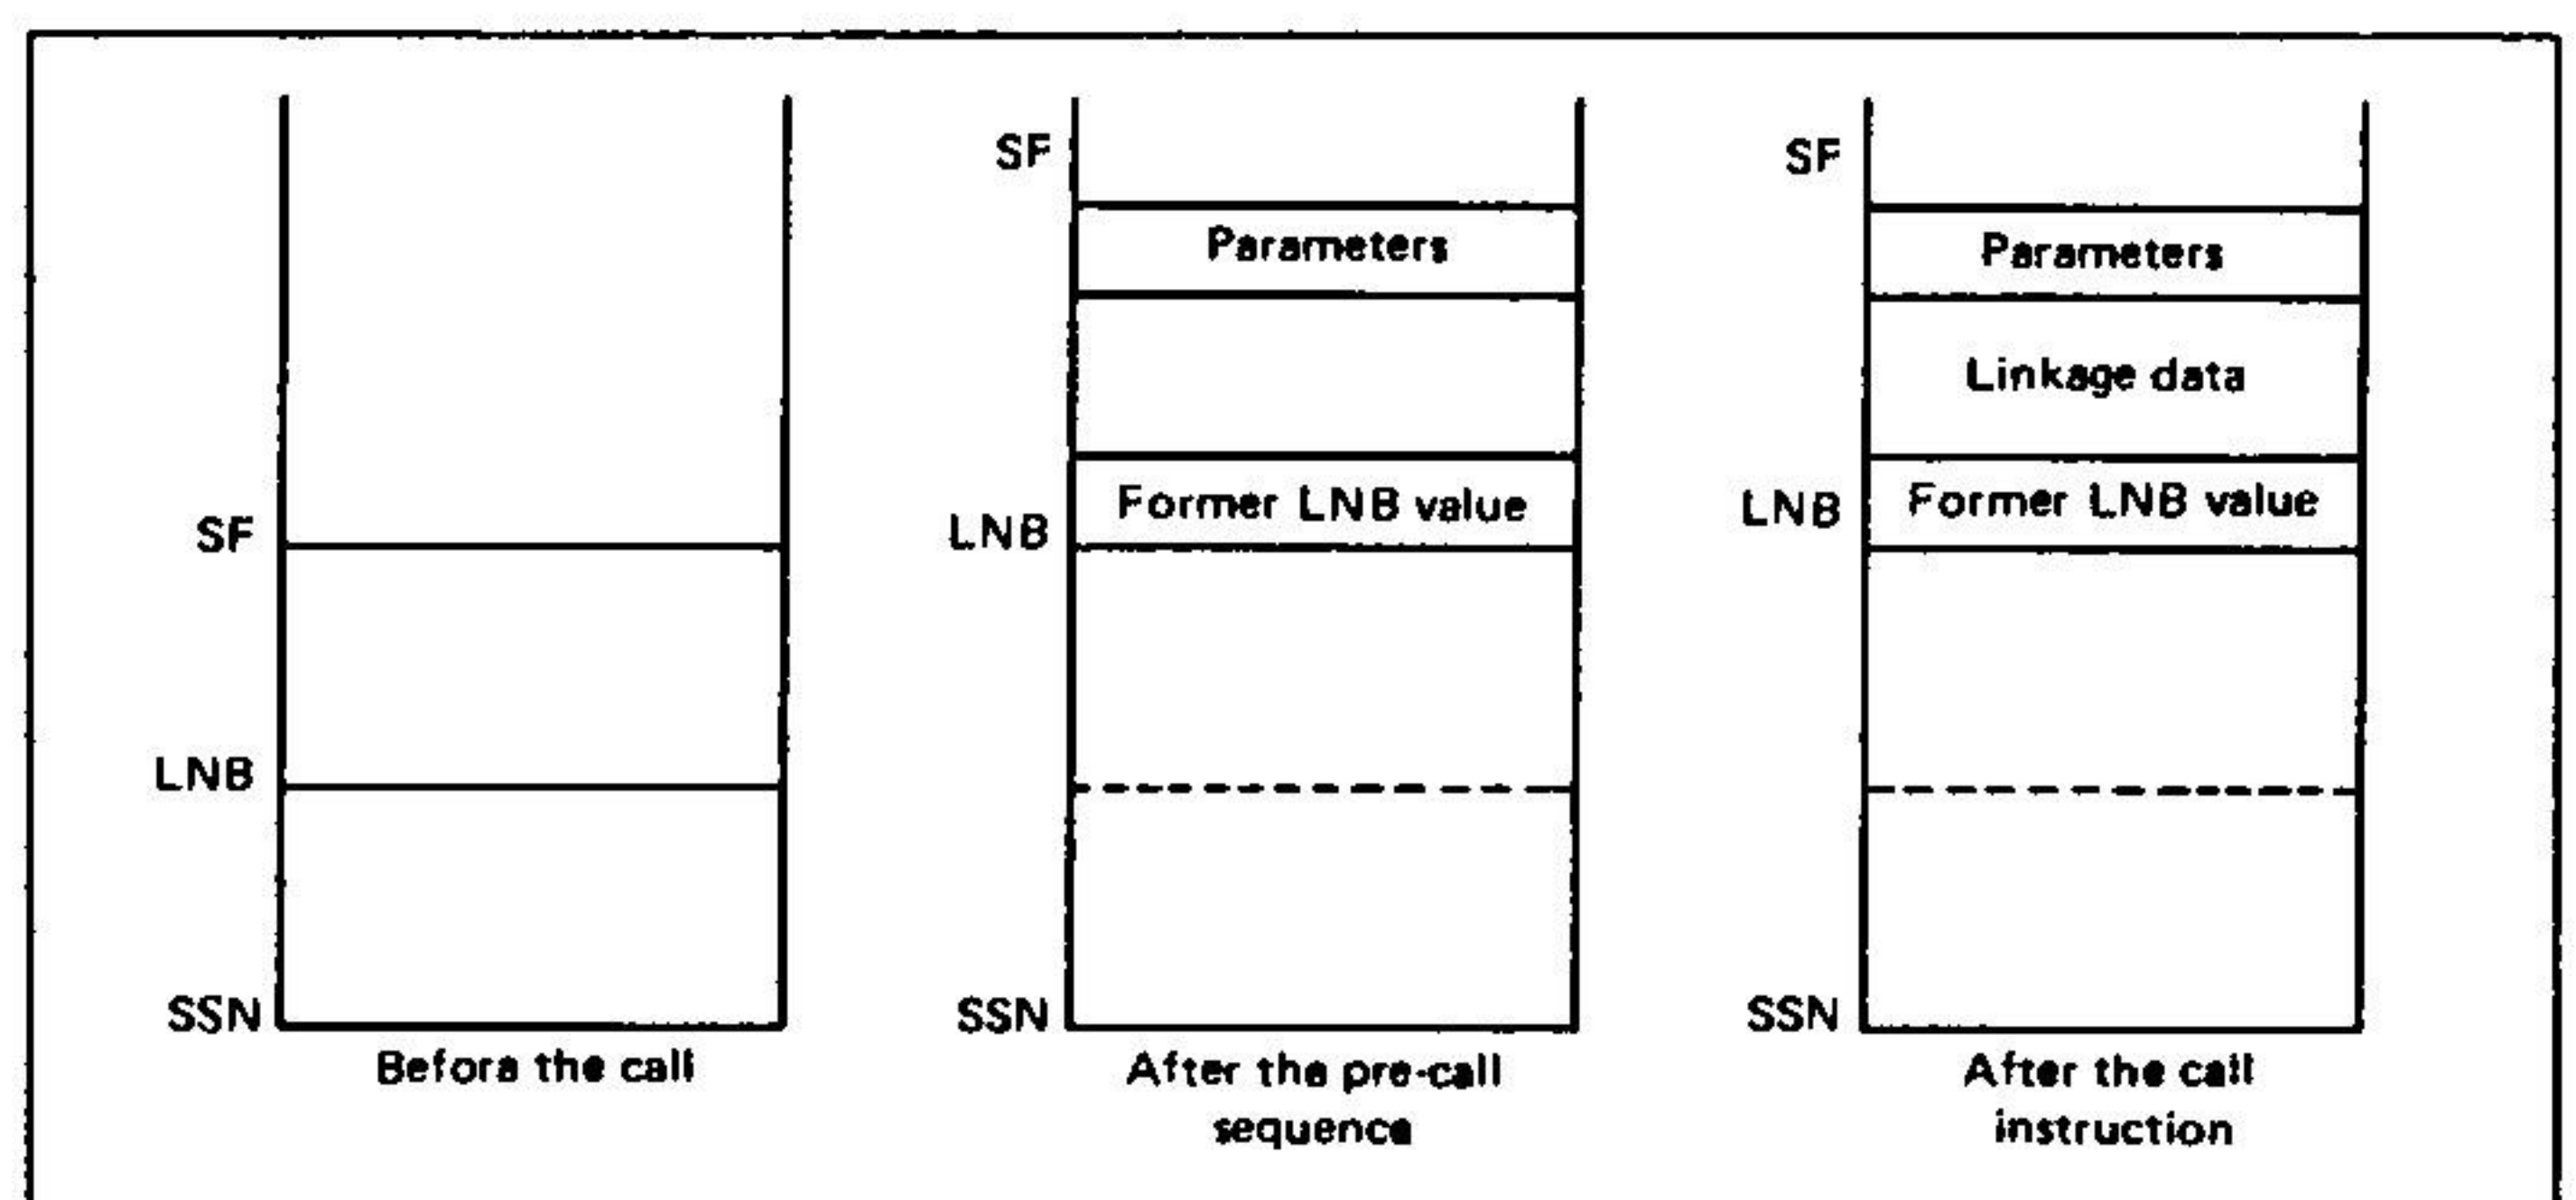 SF
LNB
SSN
Before the call
SF
Parameters
Former LNB value
LNB
SSN
After the pre-call
sequence
SF
Parameters
Linkage data
Former LNB value
LNB
SSN
After the call
instruction